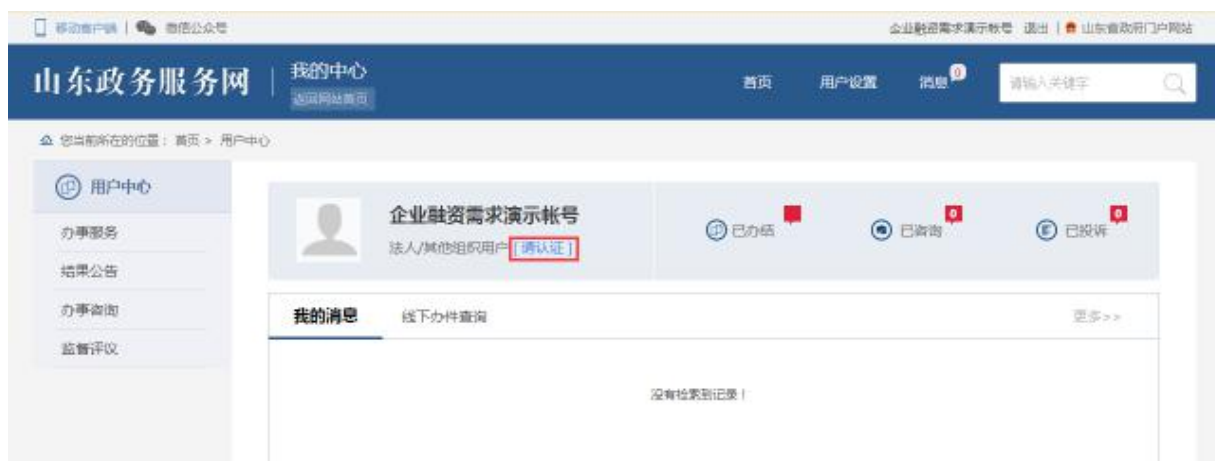 移动客户端 | 微信公众号
企业融资需求演示帐号 退出 | 山东省政府门户网站
山东政务服务网
我的中心
返回网站首页
首页 用户设置 消息 0
请输入关键字
您当前所在的位置: 首页 > 用户中心
用户中心
办事服务
结果公告
办事咨询
监督评议
企业融资需求演示帐号
法人/其他组织用户 [请认证]
已办结
已咨询 0
已投诉 0
我的消息 线下办件查询 更多>>
没有检索到记录!